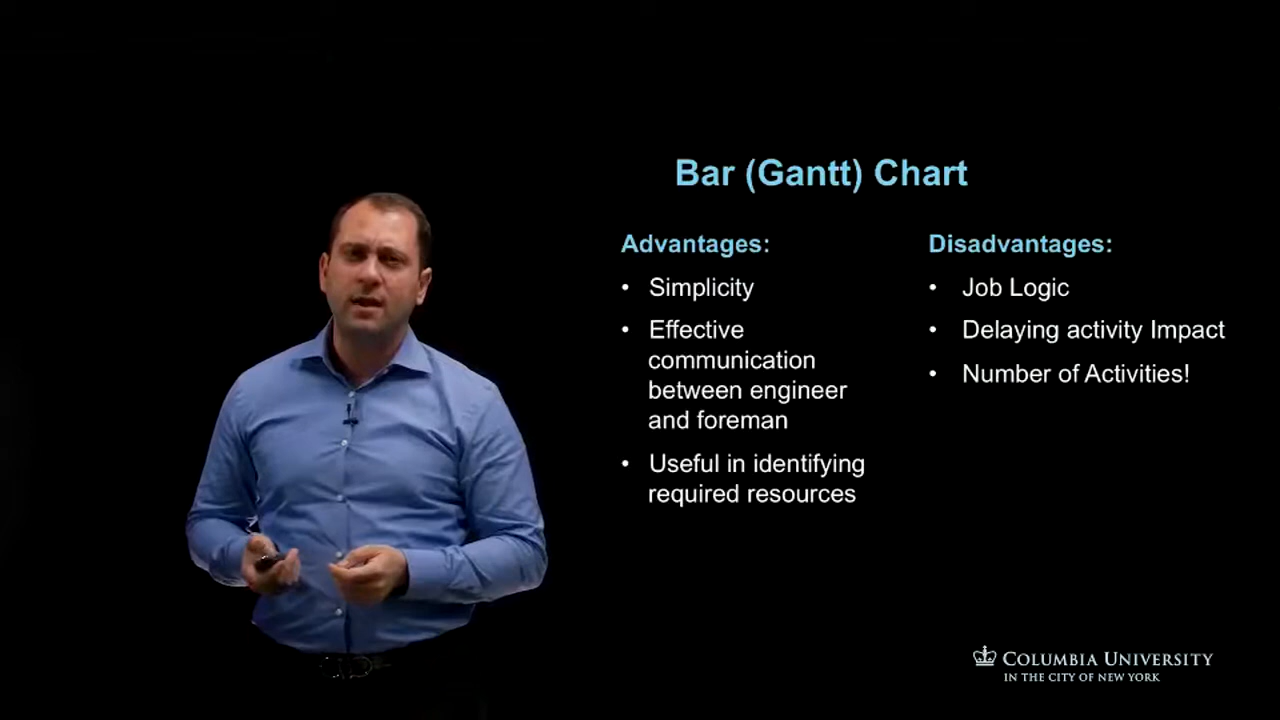 Bar (Gantt) Chart
Advantages:
• Simplicity
• Effective
communication
between engineer
and foreman
• Useful in identifying
required resources
Disadvantages:
• Job Logic
• Delaying activity Impact
• Number of Activities!
COLUMBIA UNIVERSITY
IN THE CITY OF NEW YORK